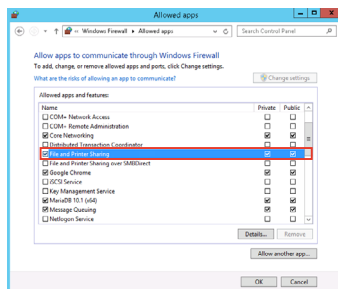 Allowed apps
« Windows Firewall ▸ Allowed apps
Search Control Panel
Allow apps to communicate through Windows Firewall
To add, change, or remove allowed apps and ports, click Change settings.
What are the risks of allowing an app to communicate?
Change settings
Allowed apps and features:
Name Private Public
COM+ Network Access
COM+ Remote Administration
Core Networking
Distributed Transaction Coordinator
File and Printer Sharing
File and Printer Sharing over SMBDirect
Google Chrome
iSCSI Service
Key Management Service
MariaDB 10.1 (x64)
Message Queuing
Netlogon Service
Details... Remove
Allow another app...
OK Cancel